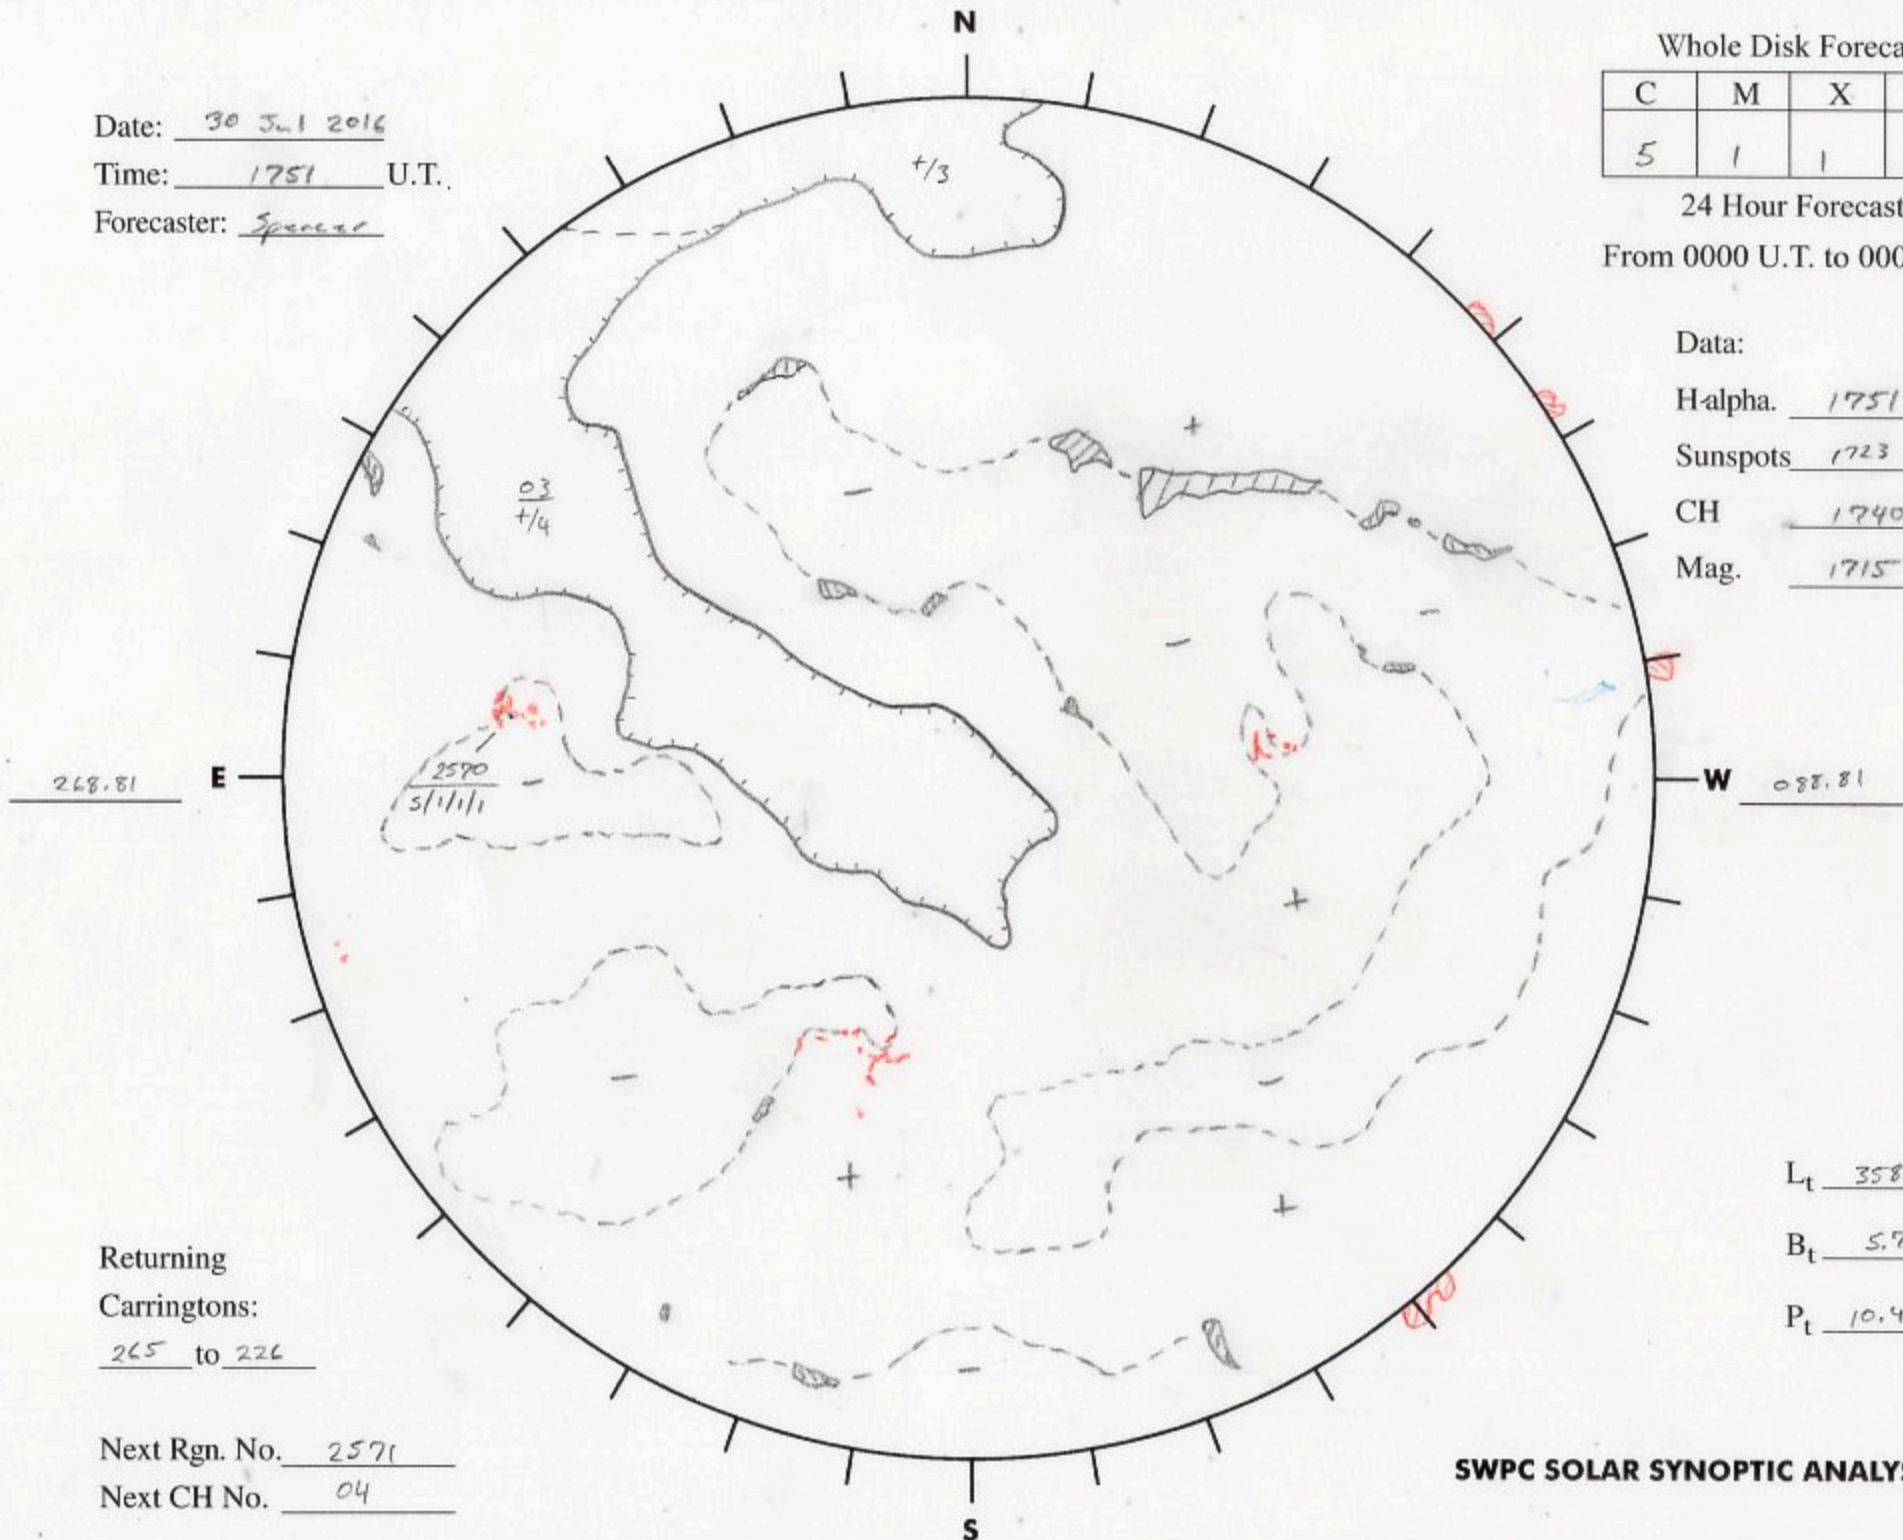 N
Whole Disk Foreca
C M X
5 1 1
24 Hour Forecast
From 0000 U.T. to 000
Date: 30 Jul 2016
Time: 1751 U.T.
Forecaster: Spencer
+/3
Data:
H-alpha. 1751
Sunspots 1723
CH 1740
Mag. 1715
+
03
+/4
-
-
-
2570
S/1/1/1
-
+
268.81 E
W 088.81
+
-
-
+
+
Lt 358
Bt 5.7
Pt 10.4
Returning
Carringtons:
265 to 226
-
Next Rgn. No. 2571
Next CH No. 04
SWPC SOLAR SYNOPTIC ANALYS
S